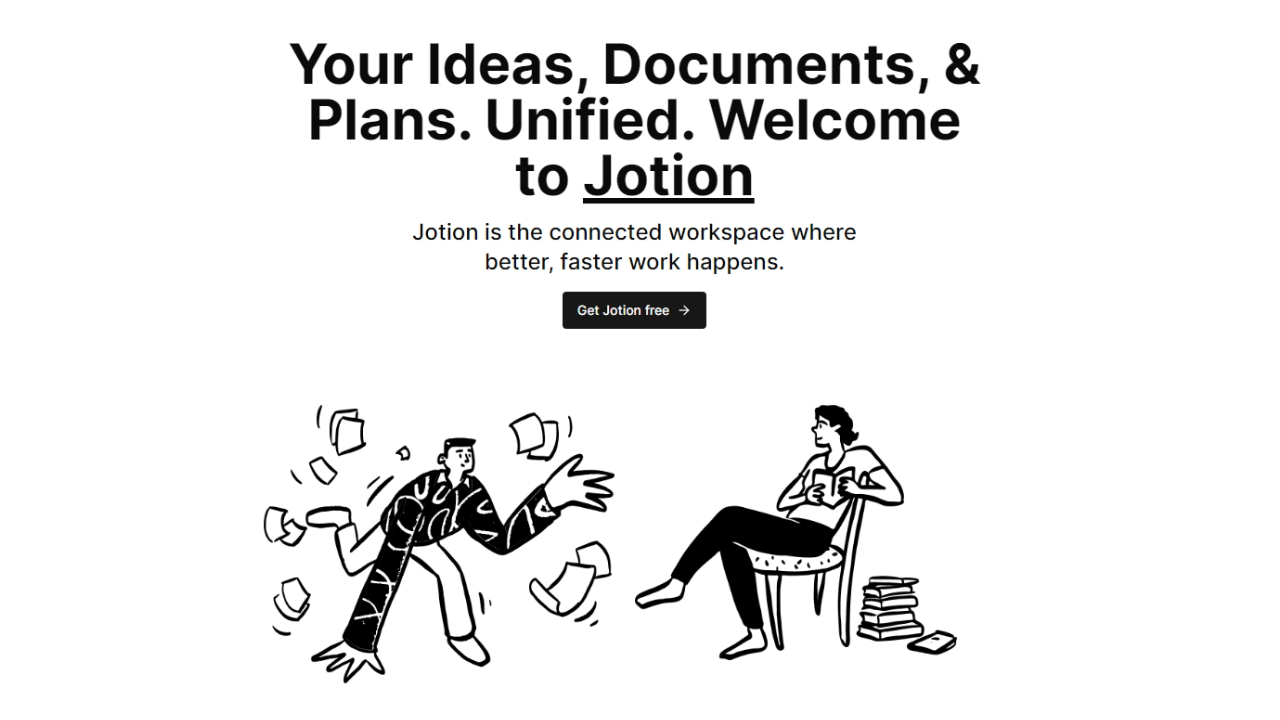 Your Ideas, Documents, &
Plans. Unified. Welcome
to Jotion
Jotion is the connected workspace where
better, faster work happens.
Get Jotion free →